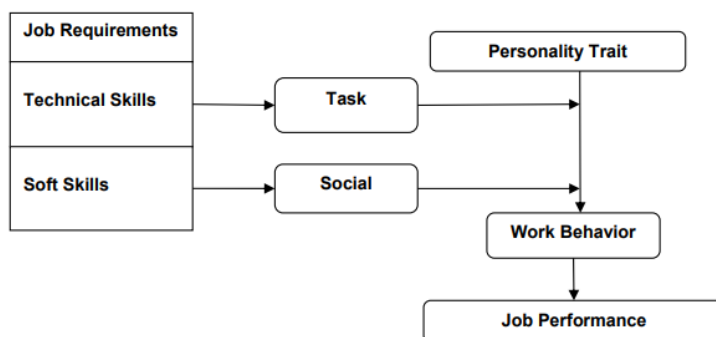 Job Requirements
Personality Trait
Technical Skills
Task
Soft Skills
Social
Work Behavior
Job Performance